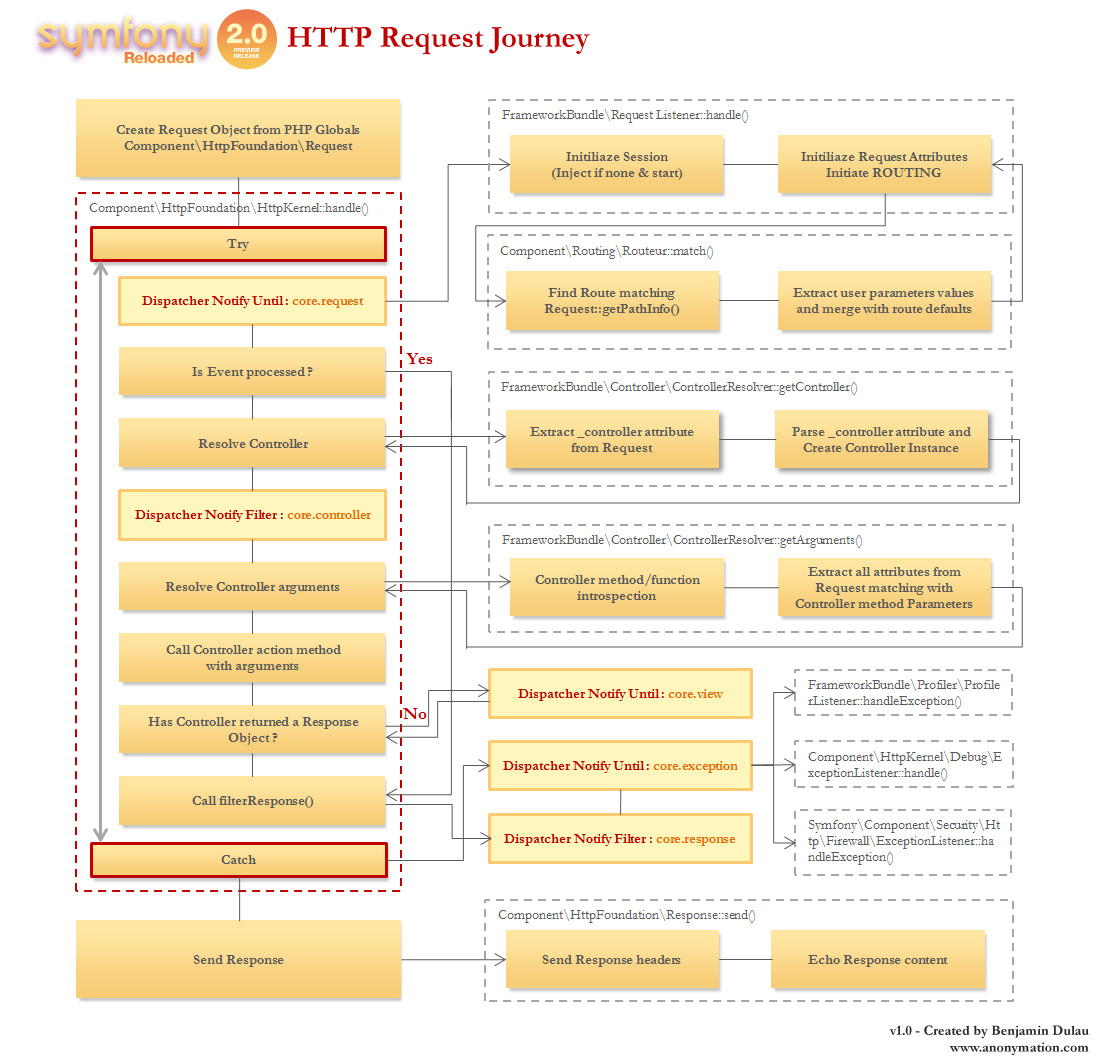 symfony
Reloaded
2.0
PREVIEW
RELEASE
HTTP Request Journey
Create Request Object from PHP Globals
Component\HttpFoundation\Request
Component\HttpFoundation\HttpKernel::handle()
Try
Dispatcher Notify Until : core.request
Is Event processed ?
Yes
Resolve Controller
Dispatcher Notify Filter : core.controller
Resolve Controller arguments
Call Controller action method
with arguments
Has Controller returned a Response
Object ?
No
Call filterResponse()
Catch
Send Response
FrameworkBundle\Request Listener::handle()
Initiliaze Session
(Inject if none & start)
Initiliaze Request Attributes
Initiate ROUTING
Component\Routing\Routeur::match()
Find Route matching
Request::getPathInfo()
Extract user parameters values
and merge with route defaults
FrameworkBundle\Controller\ControllerResolver::getController()
Extract _controller attribute
from Request
Parse _controller attribute and
Create Controller Instance
FrameworkBundle\Controller\ControllerResolver::getArguments()
Controller method/function
introspection
Extract all attributes from
Request matching with
Controller method Parameters
Dispatcher Notify Until : core.view
Dispatcher Notify Until : core.exception
Dispatcher Notify Filter : core.response
FrameworkBundle\Profiler\Profile
rListener::handleException()
Component\HttpKernel\Debug\E
xceptionListener::handle()
Symfony\Component\Security\Ht
tp\Firewall\ExceptionListener::ha
ndleException()
Component\HttpFoundation\Response::send()
Send Response headers
Echo Response content
v1.0 - Created by Benjamin Dulau
www.anonymation.com